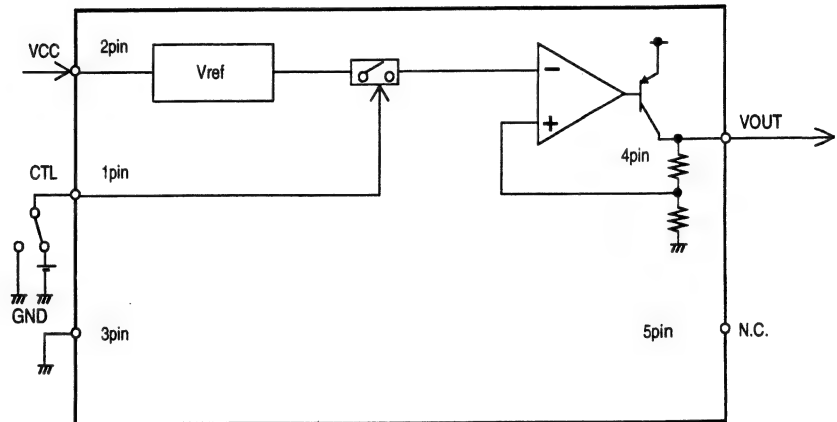 VCC
2pin
Vref
−
+
VOUT
4pin
CTL
1pin
GND
3pin
5pin
N.C.